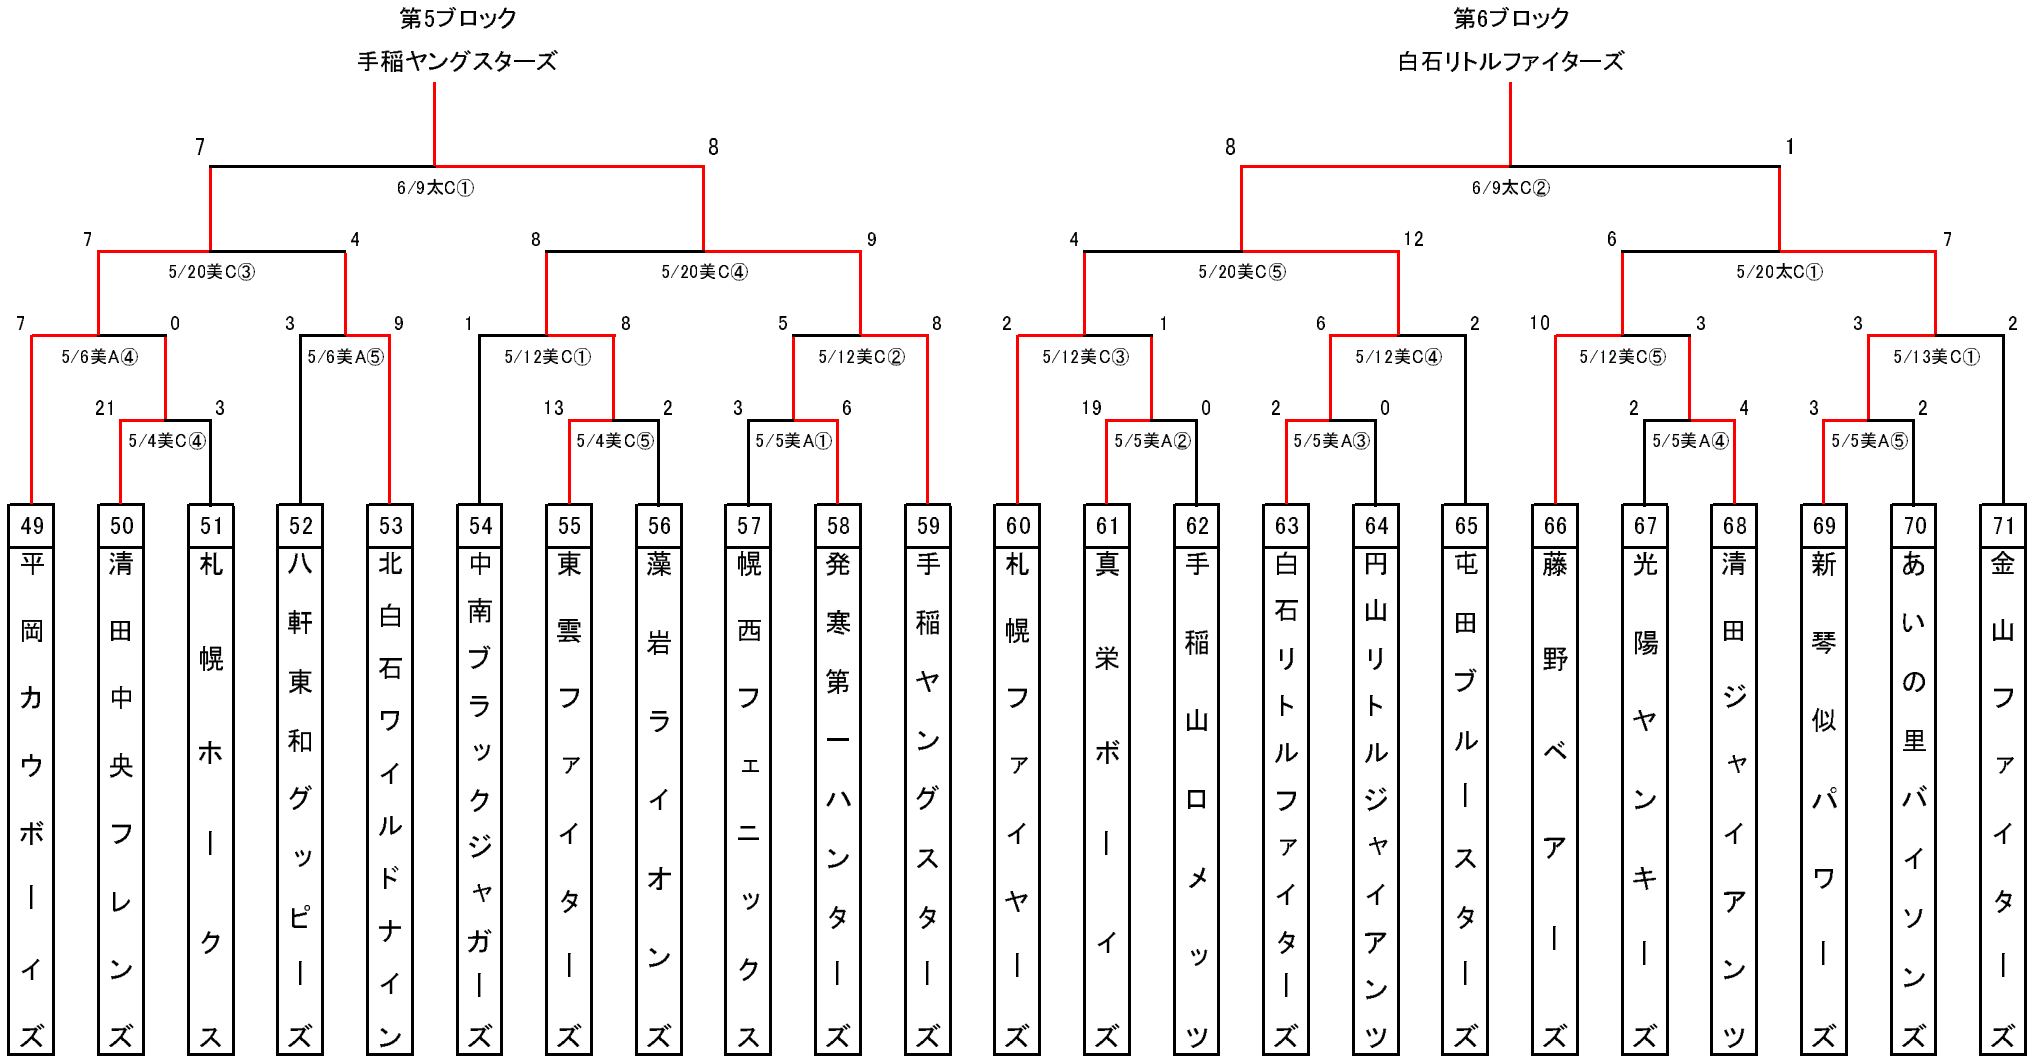 第5ブロック
第6ブロック
手稲ヤングスターズ
白石リトルファイターズ
7 8 8 1
6/9太C① 6/9太C②
7 4 8 9 4 12 6 7
5/20美C③ 5/20美C④ 5/20美C⑤ 5/20太C①
7 0 3 9 1 8 5 8 2 1 6 2 10 3 3 2
5/6美A④ 5/6美A⑤ 5/12美C① 5/12美C② 5/12美C③ 5/12美C④ 5/12美C⑤ 5/13美C①
21 3 13 2 3 6 19 0 2 0 2 4 3 2
5/4美C④ 5/4美C⑤ 5/5美A① 5/5美A② 5/5美A③ 5/5美A④ 5/5美A⑤
49 平岡カウボーイズ
50 清田中央フレンズ
51 札幌ホークス
52 八軒東和グッピーズ
53 北白石ワイルドナイン
54 中南ブラックジャガーズ
55 東雲ファイターズ
56 藻岩ライオンズ
57 幌西フェニックス
58 発寒第一ハンターズ
59 手稲ヤングスターズ
60 札幌ファイヤーズ
61 真栄ボーイズ
62 手稲山ロメッツ
63 白石リトルファイターズ
64 円山リトルジャイアンツ
65 屯田ブルースターズ
66 藤野ベアーズ
67 光陽ヤンキーズ
68 清田ジャイアンツ
69 新琴似パワーズ
70 あいの里バイソンズ
71 金山ファイターズ